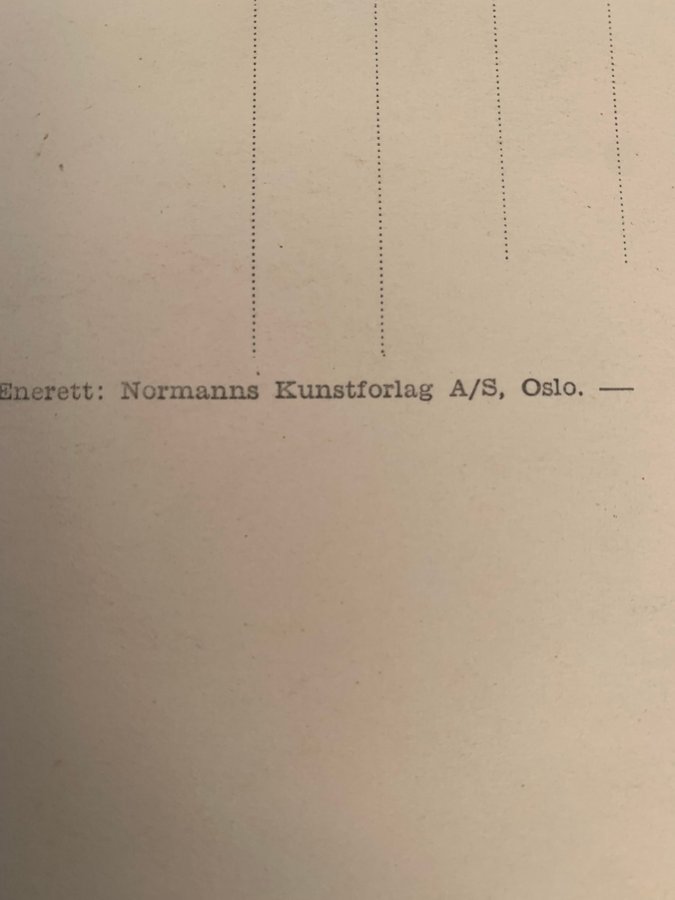 Enerett: Normanns Kunstforlag A/S, Oslo. —